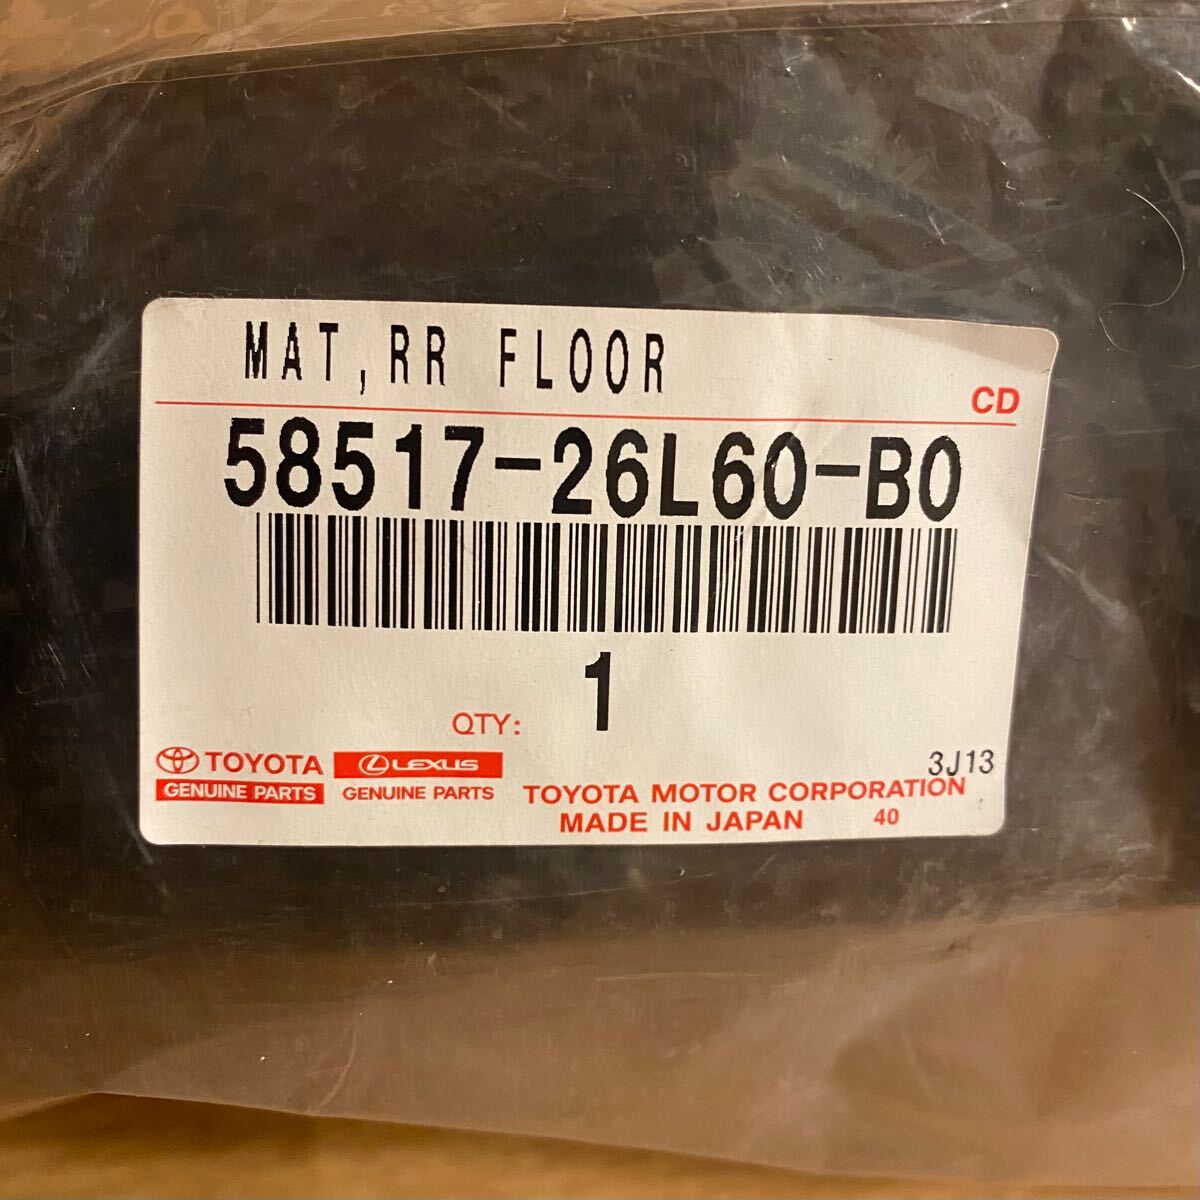 MAT,RR FLOOR
CD
58517-26L60-B0
1
QTY:
3J13
TOYOTA LEXUS
GENUINE PARTS GENUINE PARTS
TOYOTA MOTOR CORPORATION
MADE IN JAPAN 40